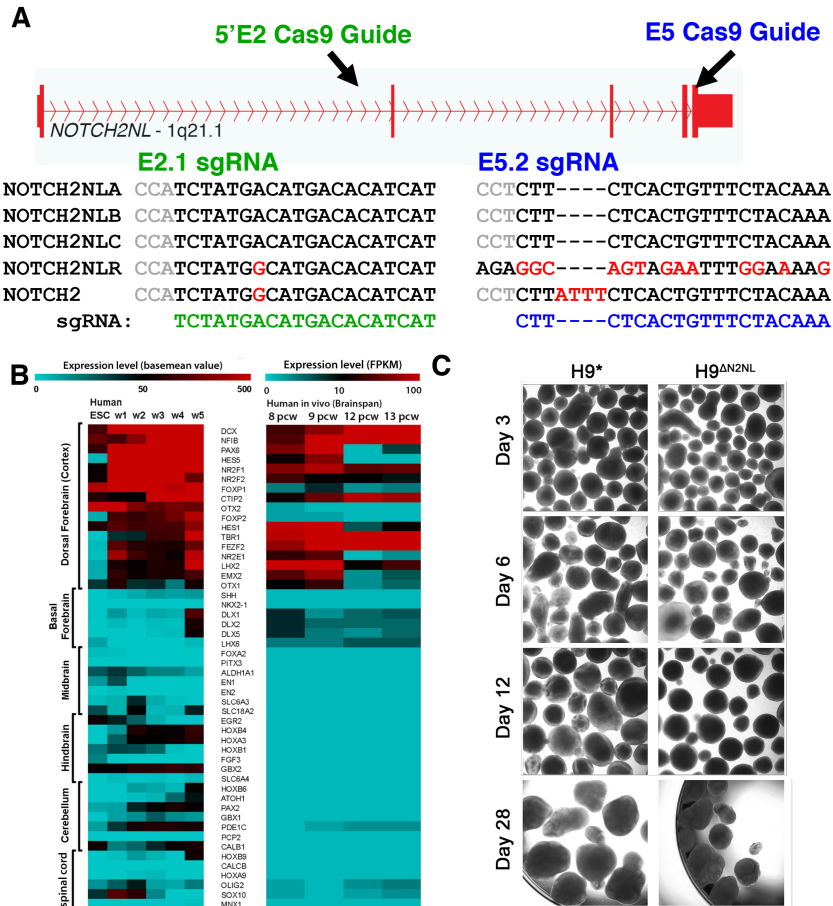 A
5'E2 Cas9 Guide
E5 Cas9 Guide
NOTCH2NL - 1q21.1
E2.1 sgRNA
E5.2 sgRNA
NOTCH2NLA CCATCTATGACATGACACATCAT CCTCTT----CTCACTGTTTCTACAAA
NOTCH2NLB CCATCTATGACATGACACATCAT CCTCTT----CTCACTGTTTCTACAAA
NOTCH2NLC CCATCTATGACATGACACATCAT CCTCTT----CTCACTGTTTCTACAAA
NOTCH2NLR CCATCTATGGCATGACACATCAT AGAGGC----AGTAGAATTTGGAAAAG
NOTCH2 CCATCTATGGCATGACACATCAT CCTCTTATTTCTCACTGTTTCTACAAA
sgRNA: TCTATGACATGACACATCAT CTT----CTCACTGTTTCTACAAA
B
Expression level (basemean value)
0 50 500
Expression level (FPKM)
0 10 100
Human
ESC w1 w2 w3 w4 w5
Human in vivo (Brainspan)
8 pcw 9 pcw 12 pcw 13 pcw
Dorsal Forebrain (Cortex)
DCX
NFIB
PAX6
HES5
NR2F1
NR2F2
FOXP1
CTIP2
OTX2
FOXP2
HES1
TBR1
FEZF2
NR2E1
LHX2
EMX2
OTX1
Basal Forebrain
SHH
NKX2-1
DLX1
DLX2
DLX5
LHX6
Midbrain
FOXA2
PITX3
ALDH1A1
EN1
EN2
SLC6A3
SLC18A2
Hindbrain
EGR2
HOXB4
HOXA3
HOXB1
FGF3
GBX2
SLC6A4
Cerebellum
HOXB6
ATOH1
PAX2
GBX1
PDE1C
PCP2
CALB1
spinal cord
HOXB9
CALCB
HOXA9
OLIG2
SOX10
MNX1
C
H9*
H9ΔN2NL
Day 3
Day 6
Day 12
Day 28